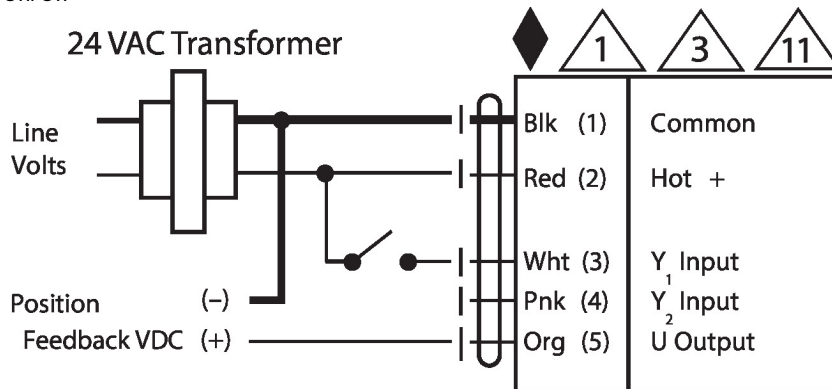 24 VAC Transformer
1 3 11
Line
Volts
Blk (1) Common
Red (2) Hot +
Wht (3) Y1 Input
Position (–)
Pnk (4) Y2 Input
Feedback VDC (+)
Org (5) U Output